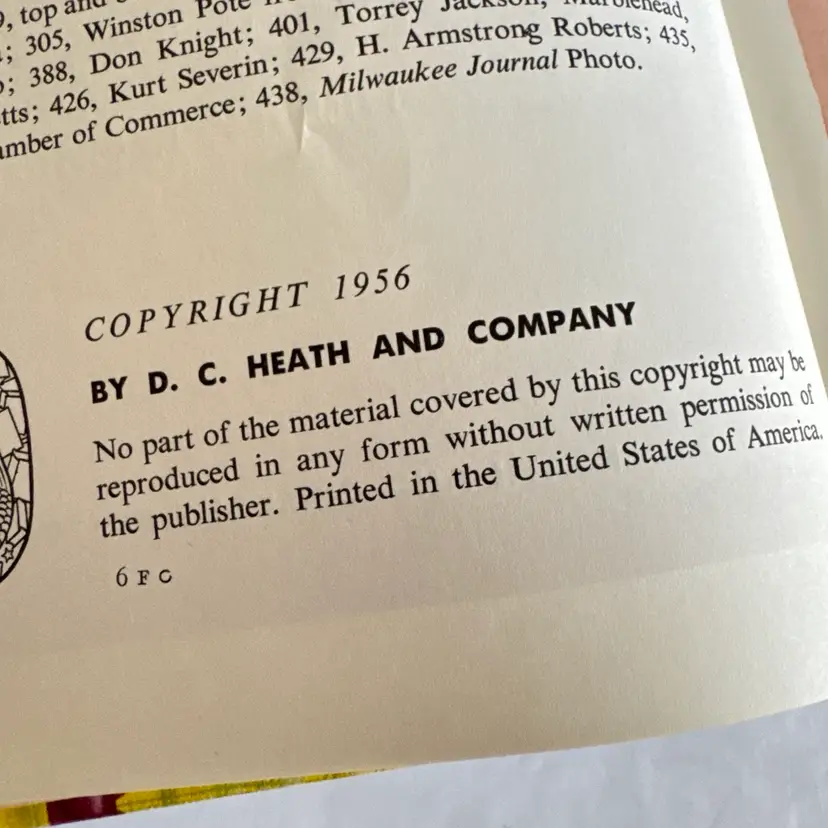 , top and
; 305, Winston Pote
; 388, Don Knight; 401, Torrey Jackson, Marblehead,
tts; 426, Kurt Severin; 429, H. Armstrong Roberts; 435,
mber of Commerce; 438, Milwaukee Journal Photo.
COPYRIGHT 1956
BY D. C. HEATH AND COMPANY
No part of the material covered by this copyright may be
reproduced in any form without written permission of
the publisher. Printed in the United States of America.
6 F C